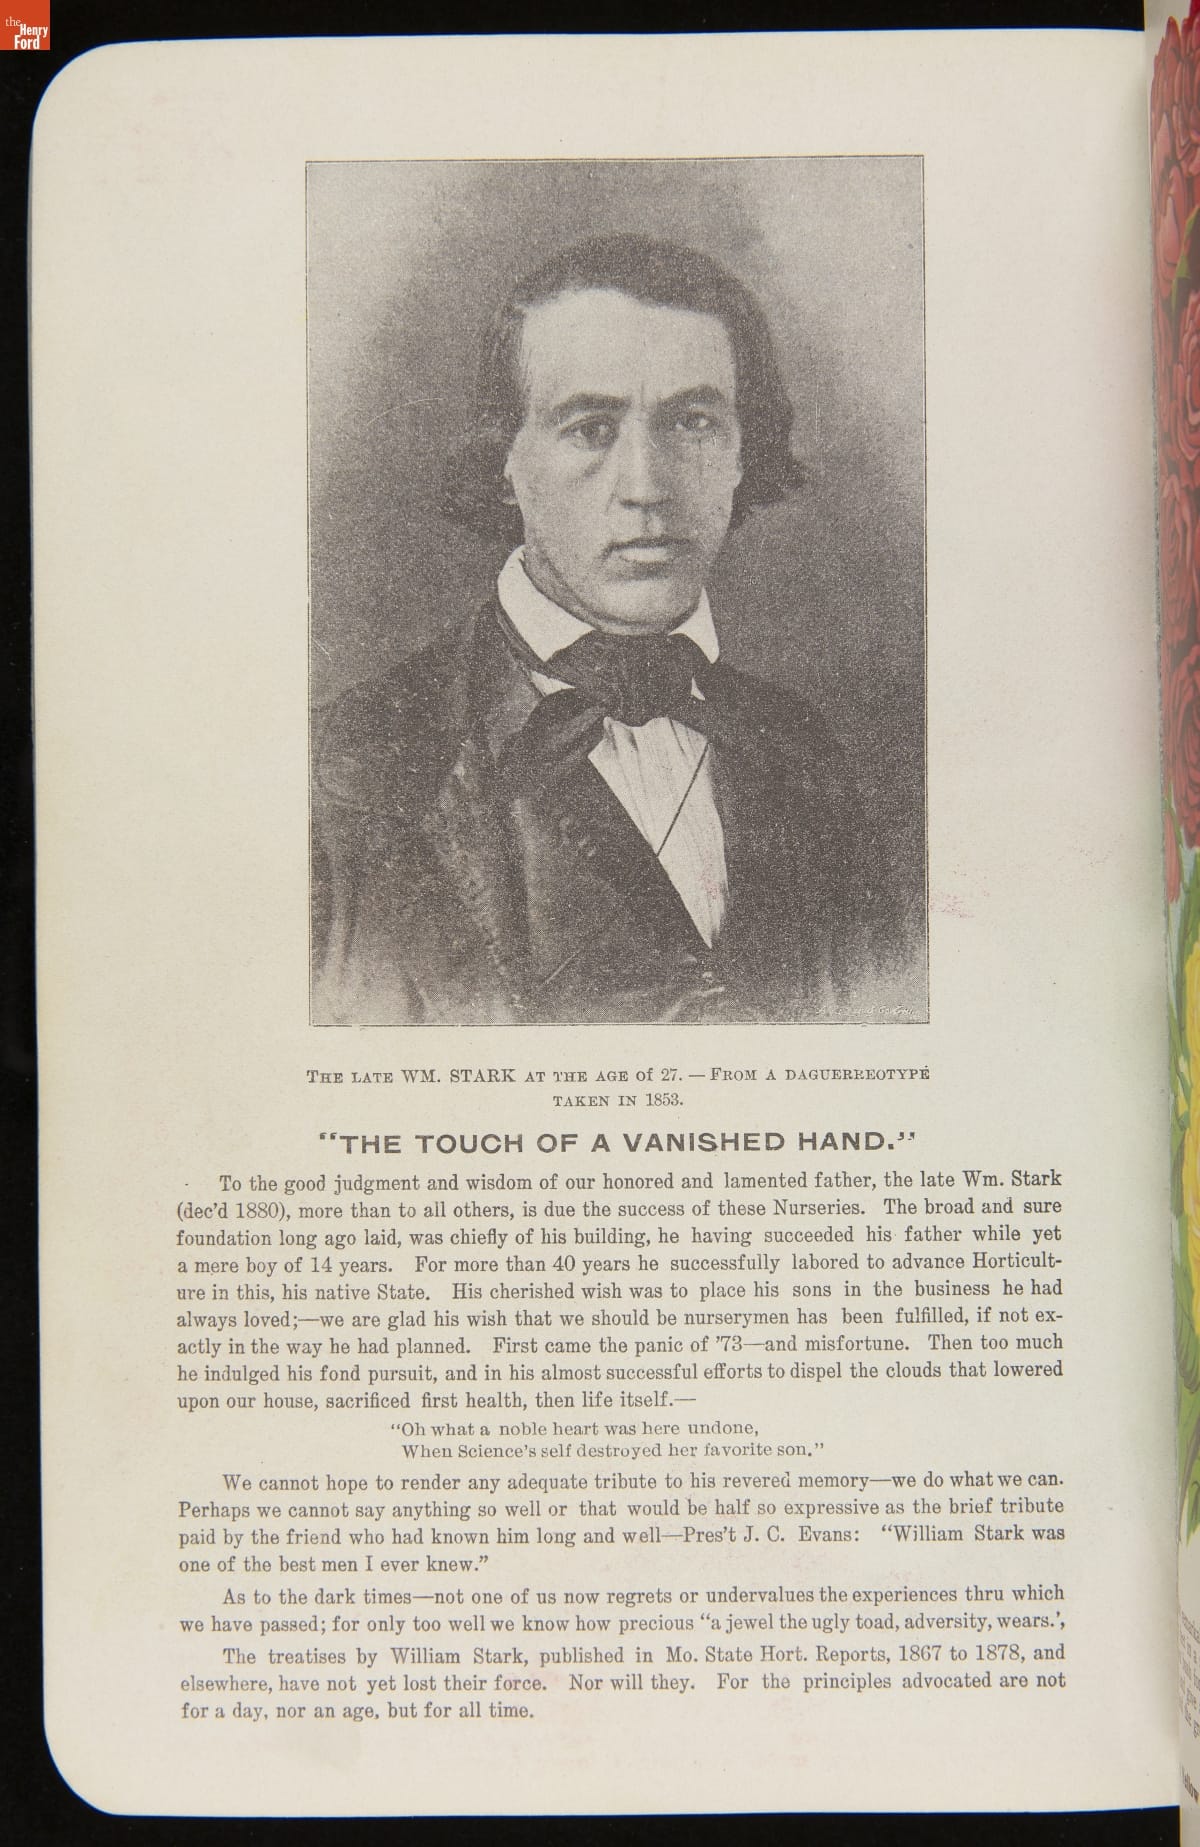 the
Henry
Ford
THE LATE WM. STARK AT THE AGE of 27. — FROM A DAGUERREOTYPE
TAKEN IN 1853.
"THE TOUCH OF A VANISHED HAND."
To the good judgment and wisdom of our honored and lamented father, the late Wm. Stark
(dec'd 1880), more than to all others, is due the success of these Nurseries. The broad and sure
foundation long ago laid, was chiefly of his building, he having succeeded his father while yet
a mere boy of 14 years. For more than 40 years he successfully labored to advance Horticult-
ure in this, his native State. His cherished wish was to place his sons in the business he had
always loved;—we are glad his wish that we should be nurserymen has been fulfilled, if not ex-
actly in the way he had planned. First came the panic of '73—and misfortune. Then too much
he indulged his fond pursuit, and in his almost successful efforts to dispel the clouds that lowered
upon our house, sacrificed first health, then life itself.—
"Oh what a noble heart was here undone,
When Science's self destroyed her favorite son."
We cannot hope to render any adequate tribute to his revered memory—we do what we can.
Perhaps we cannot say anything so well or that would be half so expressive as the brief tribute
paid by the friend who had known him long and well—Pres't J. C. Evans: "William Stark was
one of the best men I ever knew."
As to the dark times—not one of us now regrets or undervalues the experiences thru which
we have passed; for only too well we know how precious "a jewel the ugly toad, adversity, wears.',
The treatises by William Stark, published in Mo. State Hort. Reports, 1867 to 1878, and
elsewhere, have not yet lost their force. Nor will they. For the principles advocated are not
for a day, nor an age, but for all time.